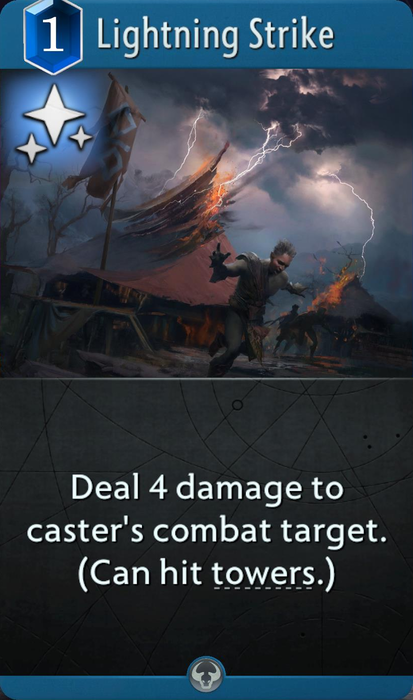 1
Lightning Strike
Deal 4 damage to
caster's combat target.
(Can hit towers.)